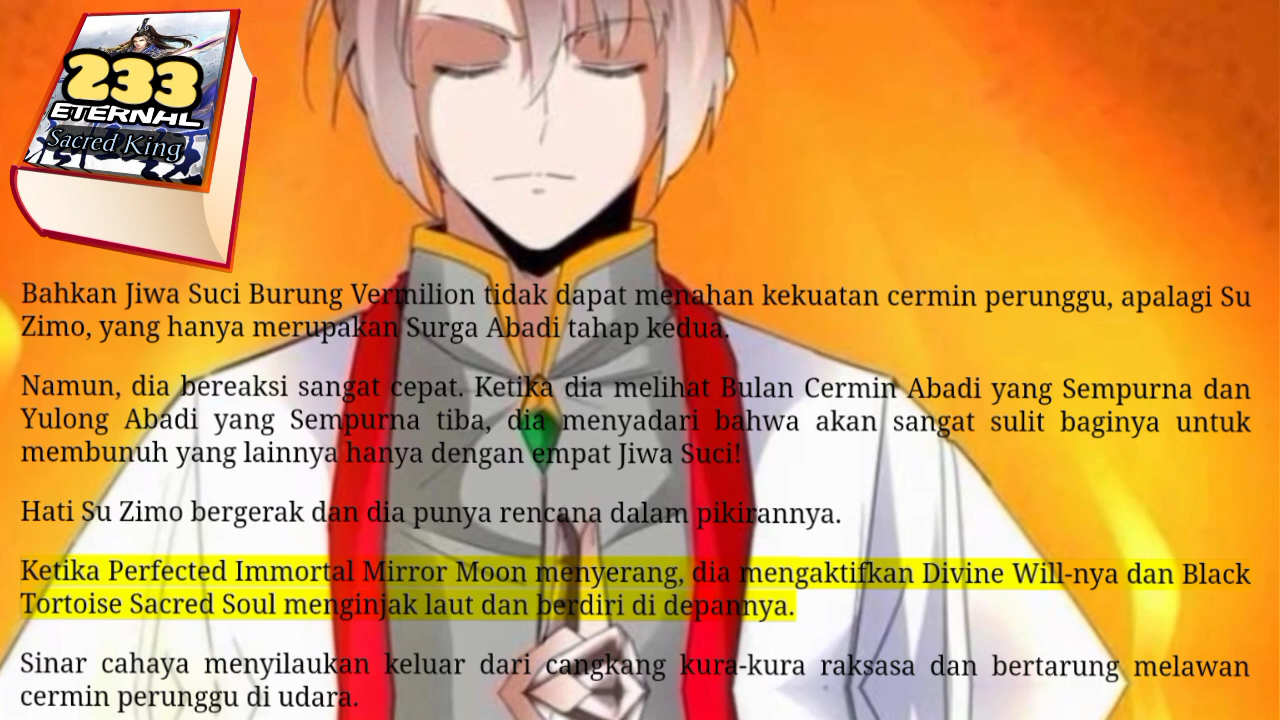 233
ETERNAL
Sacred King
Bahkan Jiwa Suci Burung Vermilion tidak dapat menahan kekuatan cermin perunggu, apalagi Su
Zimo, yang hanya merupakan Surga Abadi tahap kedua.
Namun, dia bereaksi sangat cepat. Ketika dia melihat Bulan Cermin Abadi yang Sempurna dan
Yulong Abadi yang Sempurna tiba, dia menyadari bahwa akan sangat sulit baginya untuk
membunuh yang lainnya hanya dengan empat Jiwa Suci!
Hati Su Zimo bergerak dan dia punya rencana dalam pikirannya.
Ketika Perfected Immortal Mirror Moon menyerang, dia mengaktifkan Divine Will-nya dan Black
Tortoise Sacred Soul menginjak laut dan berdiri di depannya.
Sinar cahaya menyilaukan keluar dari cangkang kura-kura raksasa dan bertarung melawan
cermin perunggu di udara.